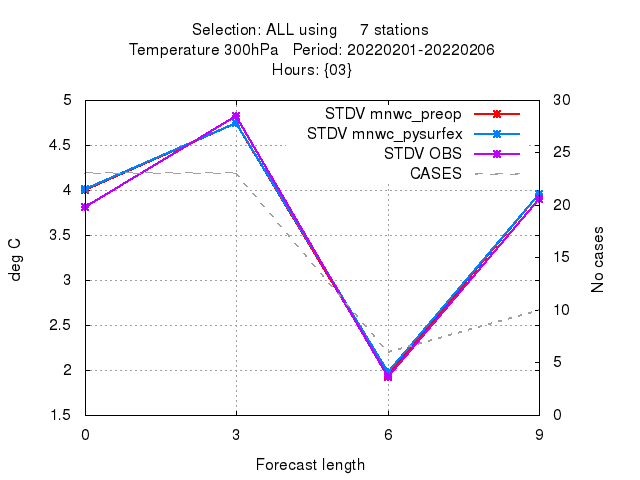 Selection: ALL using     7 stations
Temperature 300hPa   Period: 20220201-20220206
Hours: {03}
STDV mnwc_preop
STDV mnwc_pysurfex
STDV OBS
CASES
5
4.5
4
3.5
3
2.5
2
1.5
30
25
20
15
10
5
0
deg C
No cases
0 3 6 9
Forecast length